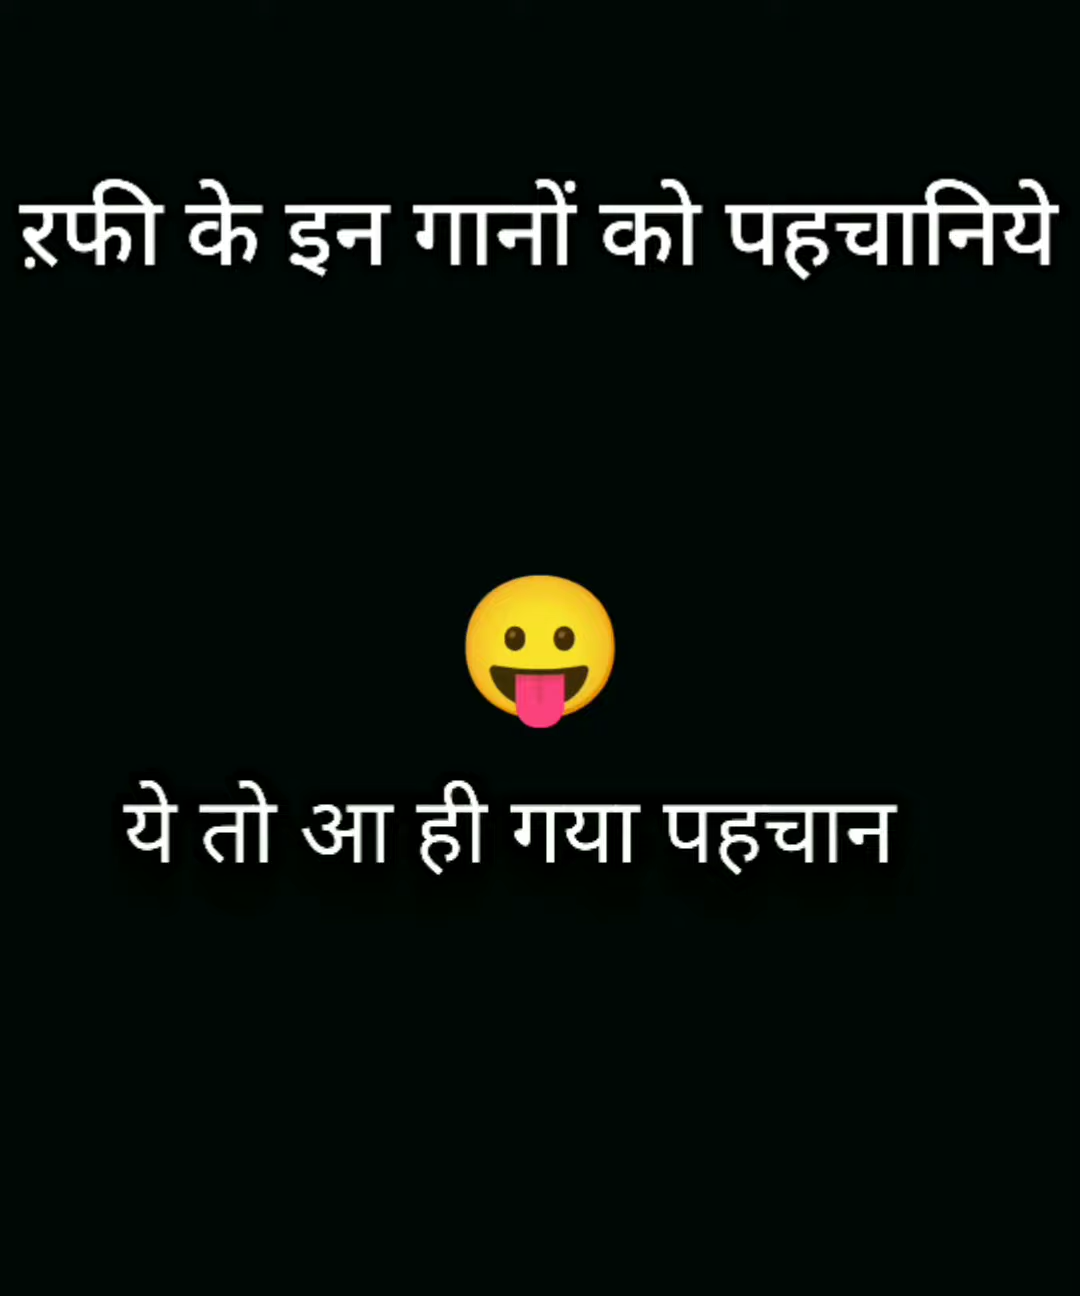 ऱफी के इन गानों को पहचानिये
😛
ये तो आ ही गया पहचान